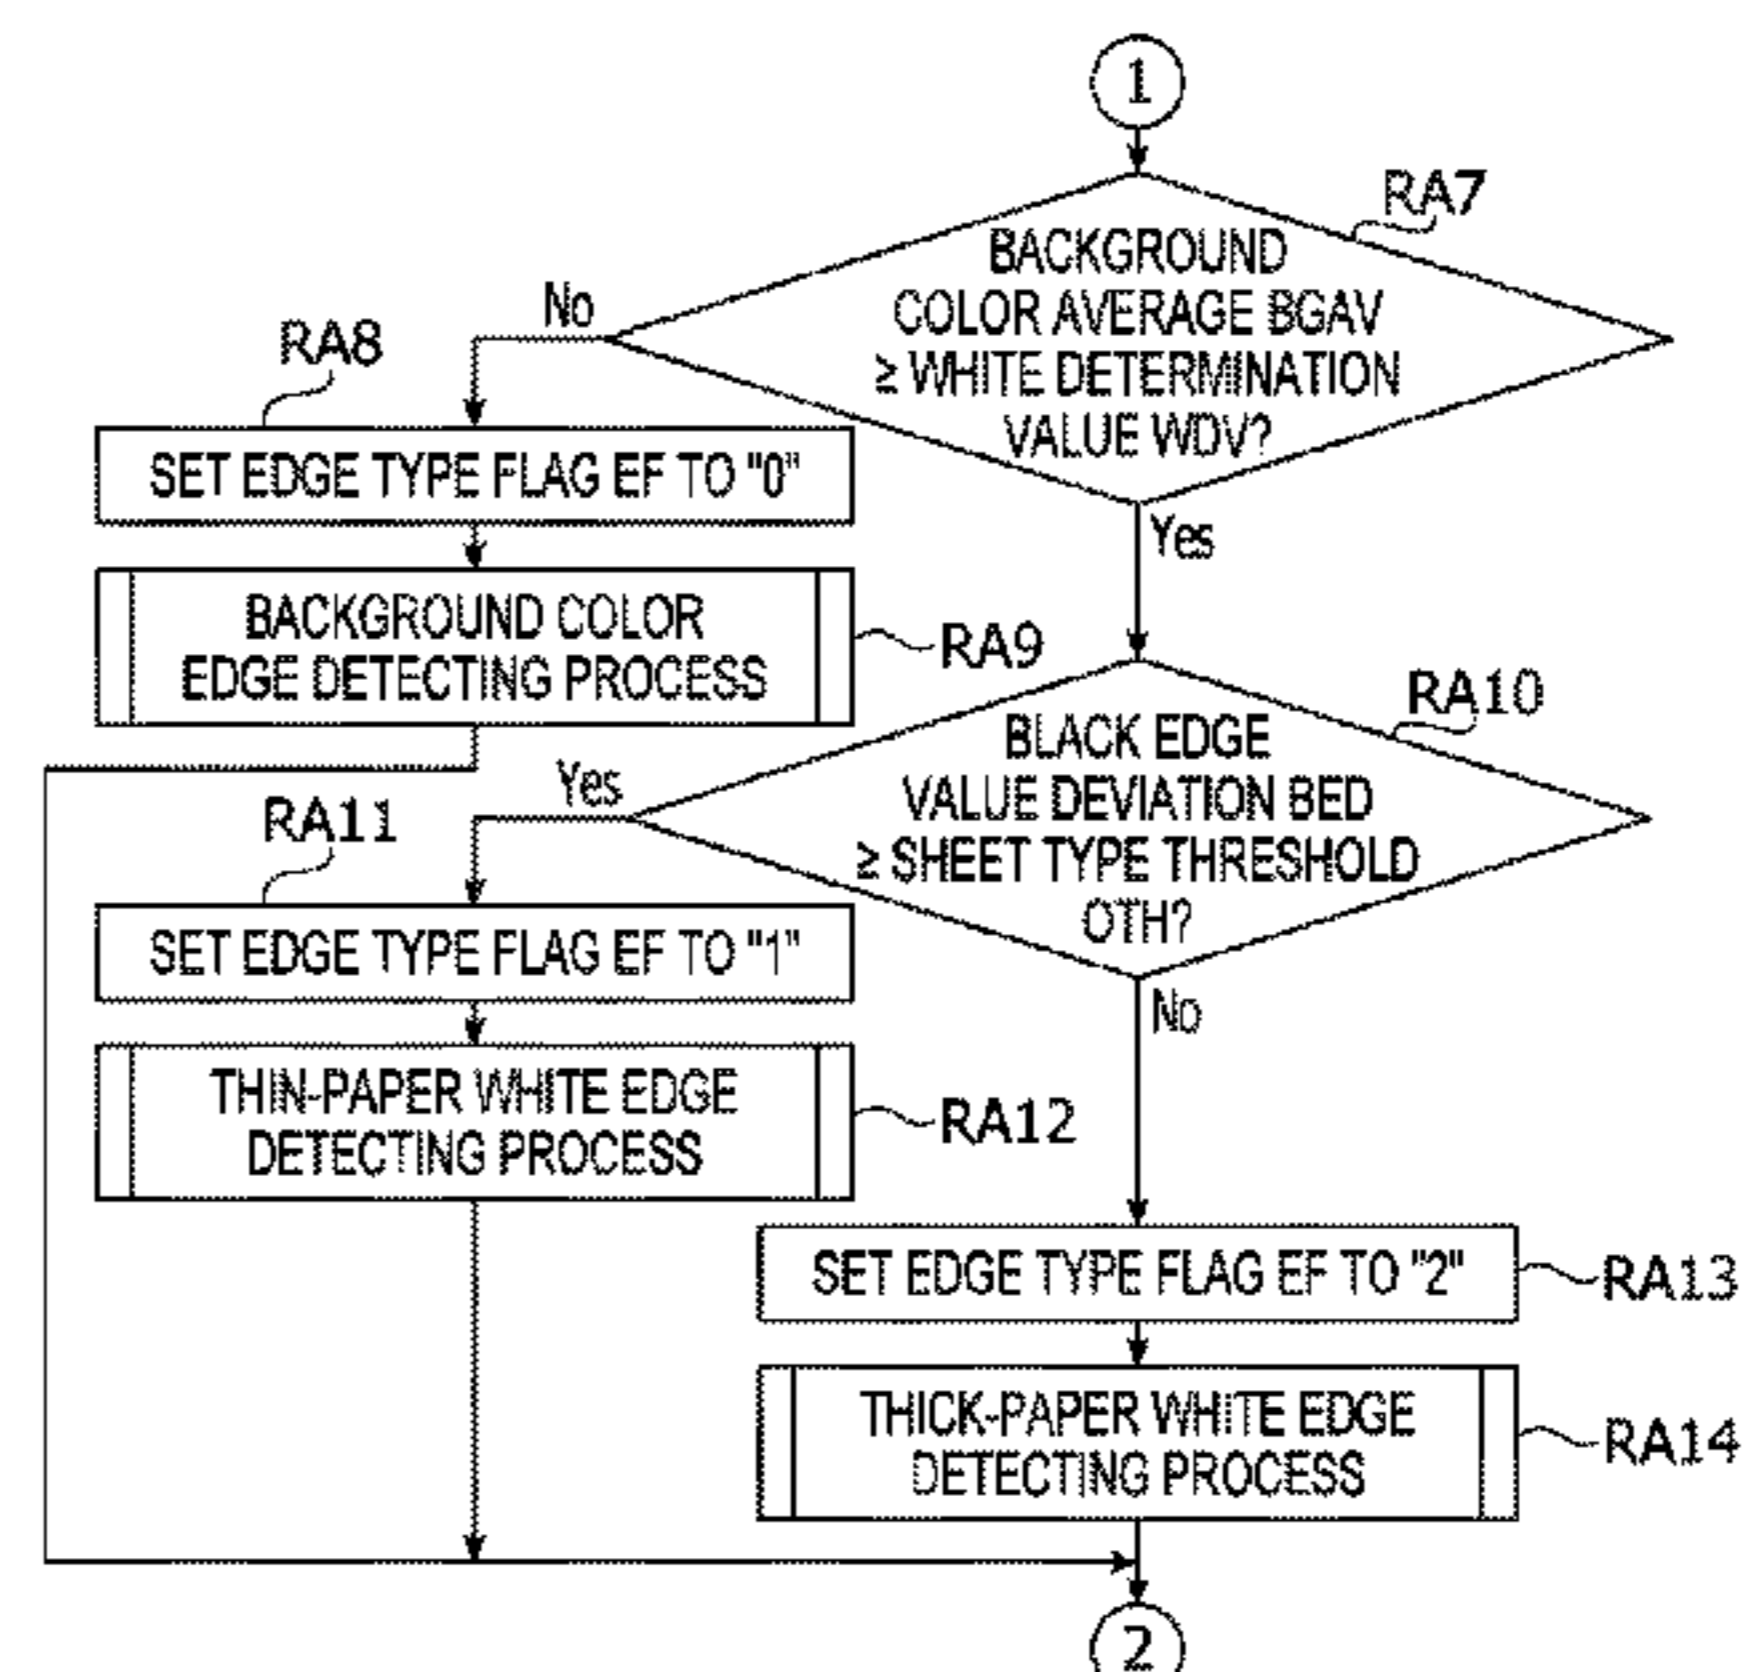 1
RA7
BACKGROUND
COLOR AVERAGE BGAV
≥ WHITE DETERMINATION
VALUE WDV?
No
Yes
RA8
SET EDGE TYPE FLAG EF TO "0"
BACKGROUND COLOR
EDGE DETECTING PROCESS
RA9
RA10
BLACK EDGE
VALUE DEVIATION BED
≥ SHEET TYPE THRESHOLD
OTH?
Yes
No
RA11
SET EDGE TYPE FLAG EF TO "1"
THIN-PAPER WHITE EDGE
DETECTING PROCESS
RA12
SET EDGE TYPE FLAG EF TO "2"
RA13
THICK-PAPER WHITE EDGE
DETECTING PROCESS
RA14
2